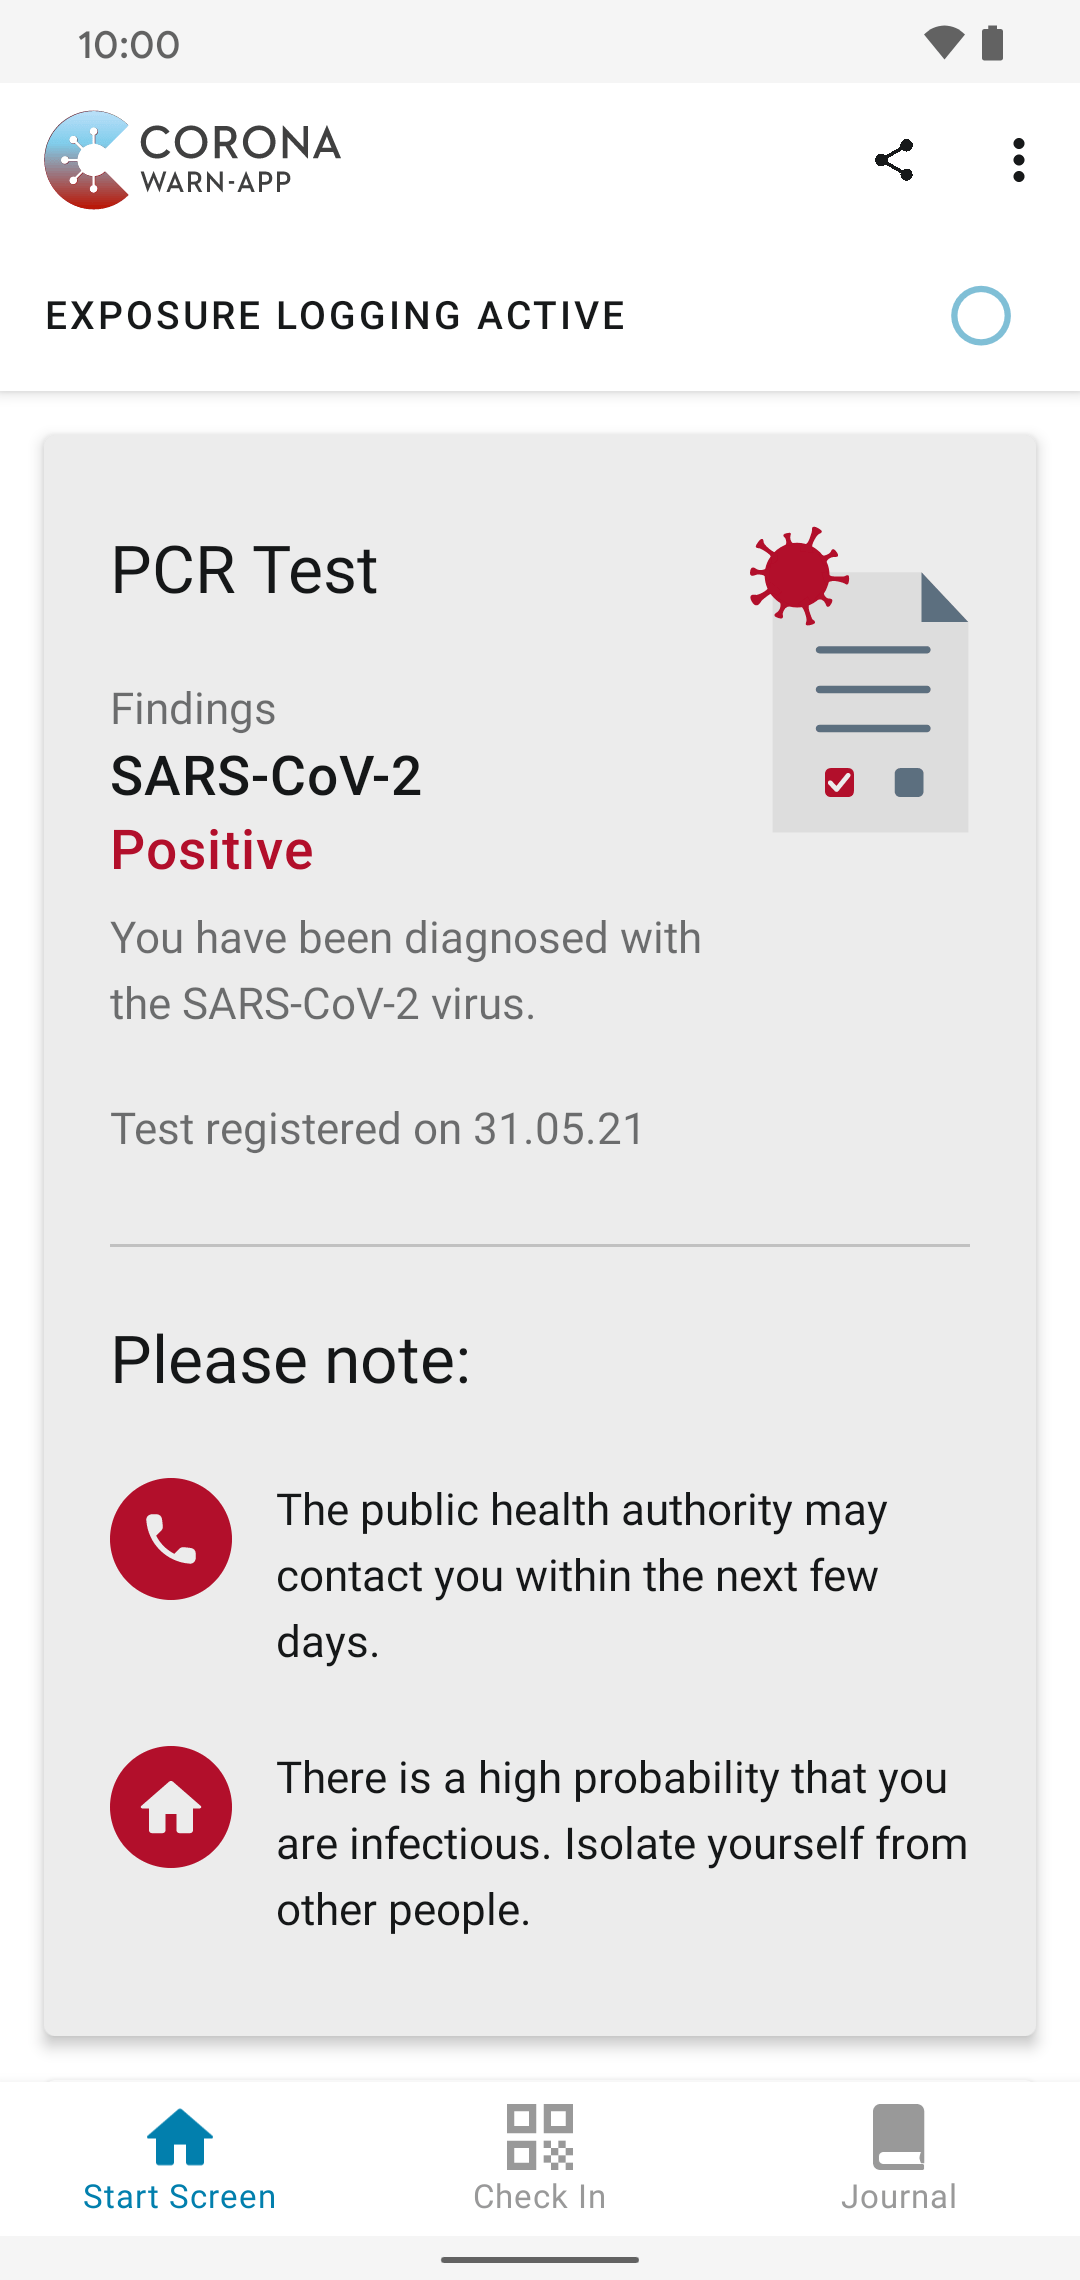 10:00
CORONA
WARN-APP
EXPOSURE LOGGING ACTIVE
PCR Test
Findings
SARS-CoV-2
Positive
You have been diagnosed with
the SARS-CoV-2 virus.
Test registered on 31.05.21
Please note:
The public health authority may
contact you within the next few
days.
There is a high probability that you
are infectious. Isolate yourself from
other people.
Start Screen
Check In
Journal